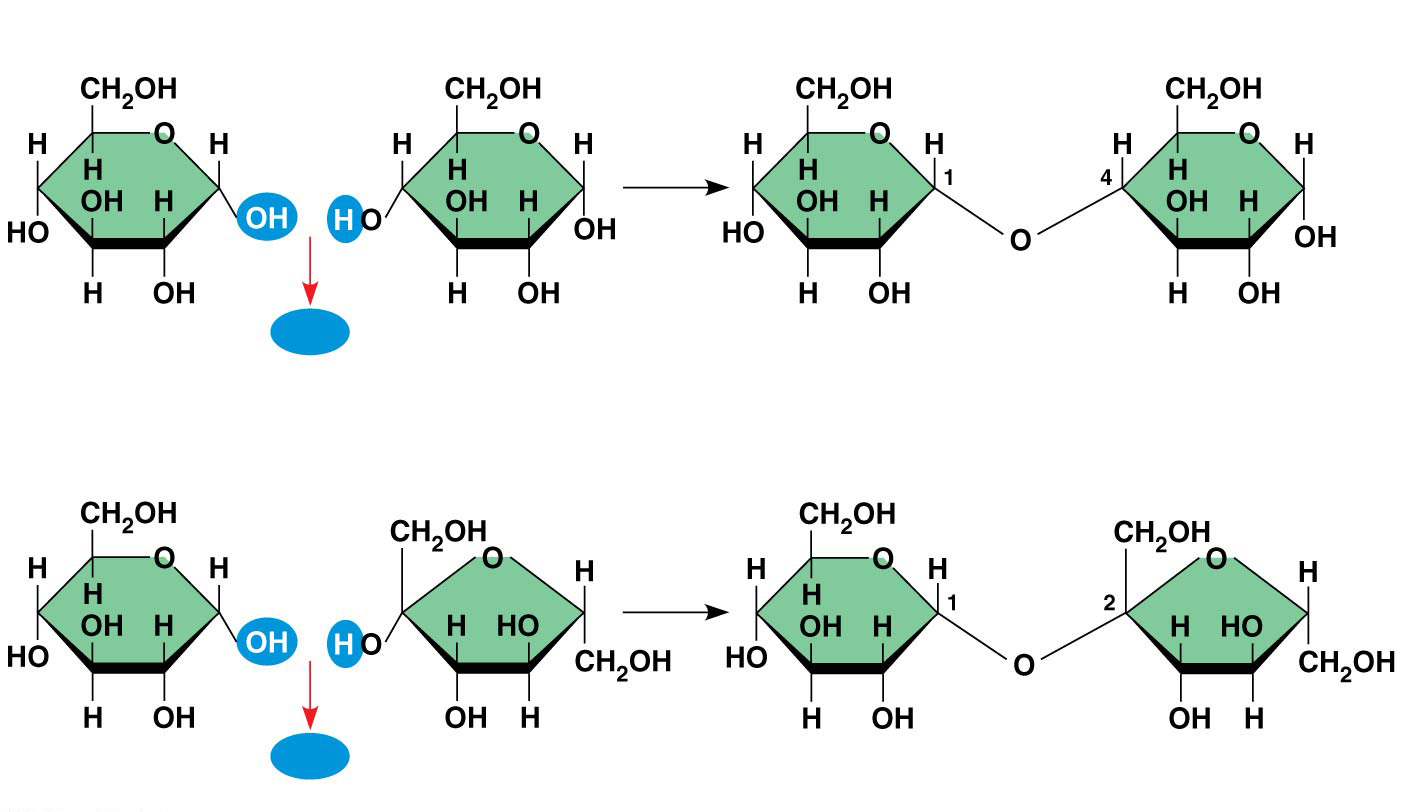 CH2OH CH2OH CH2OH CH2OH
H O H H O H H O H H O H
H H H H
OH H OH H 1 OH H 4 OH H
HO OH HO OH HO O OH
H OH H OH H OH H OH
CH2OH CH2OH CH2OH CH2OH
H O H O H H O H O H
H H
OH H H HO OH H 1 2 H HO
HO OH HO CH2OH HO O CH2OH
H OH OH H H OH OH H